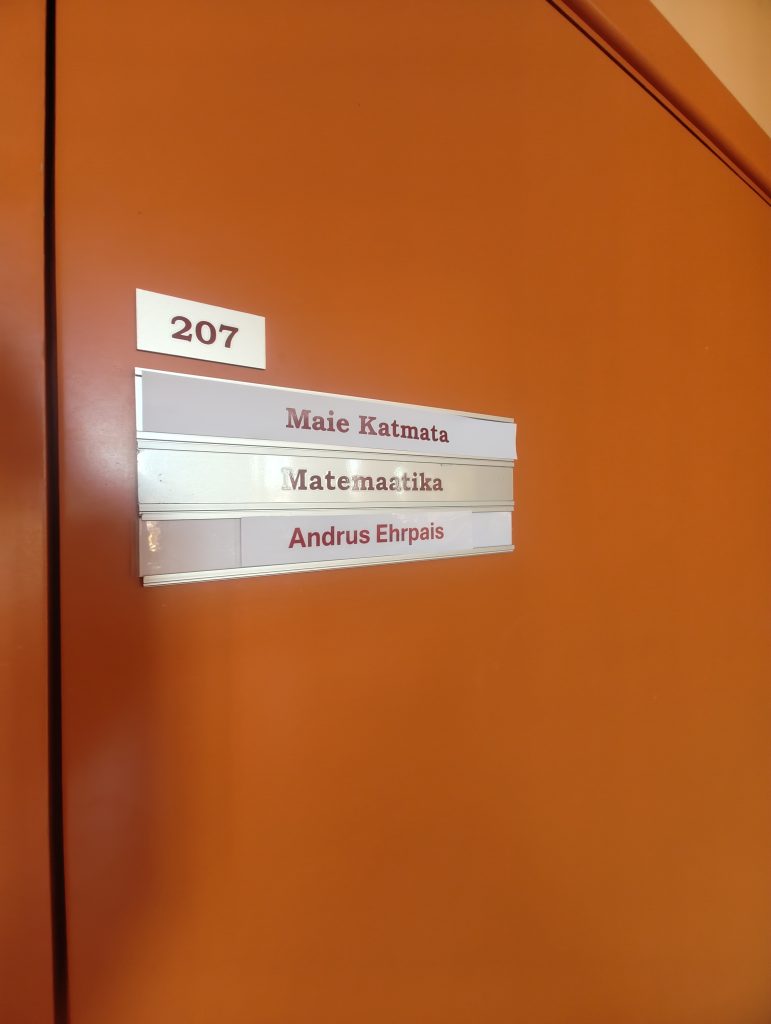 207
Maie Katmata
Matemaatika
Andrus Ehrpais